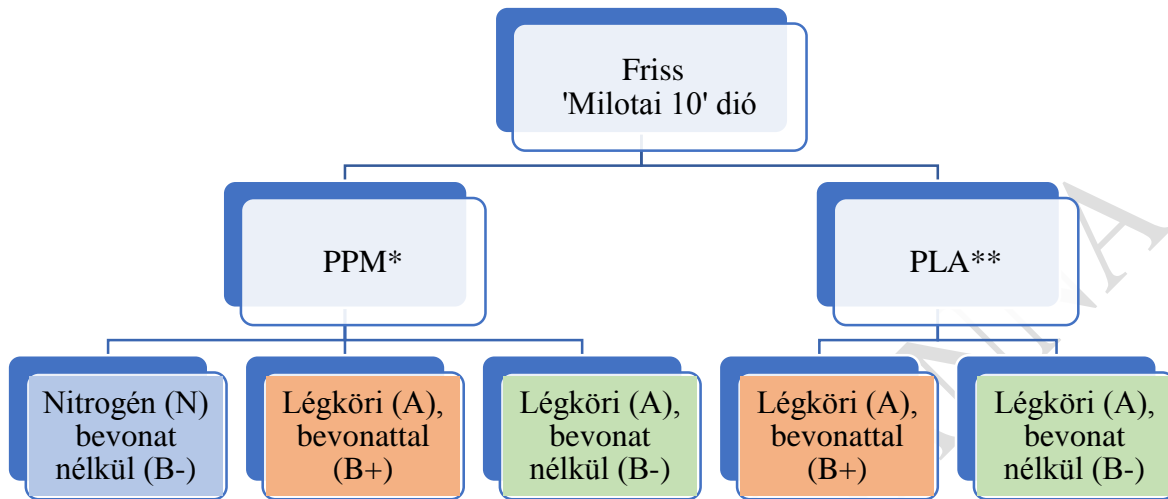 Friss
'Milotai 10' dió
PPM*
PLA**
Nitrogén (N)
bevonat
nélkül (B-)
Légköri (A),
bevonattal
(B+)
Légköri (A),
bevonat
nélkül (B-)
Légköri (A),
bevonattal
(B+)
Légköri (A),
bevonat
nélkül (B-)